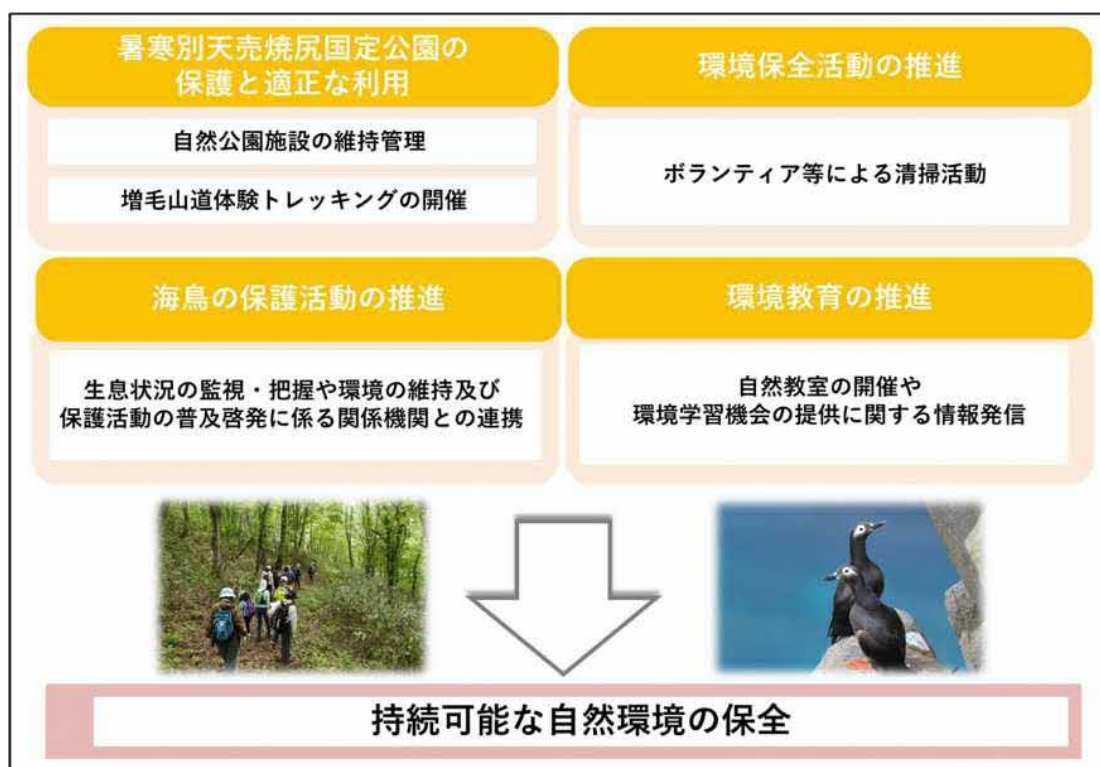 暑寒別天売焼尻国定公園の
保護と適正な利用
自然公園施設の維持管理
増毛山道体験トレッキングの開催
環境保全活動の推進
ボランティア等による清掃活動
海鳥の保護活動の推進
生息状況の監視・把握や環境の維持及び
保護活動の普及啓発に係る関係機関との連携
環境教育の推進
自然教室の開催や
環境学習機会の提供に関する情報発信
持続可能な自然環境の保全